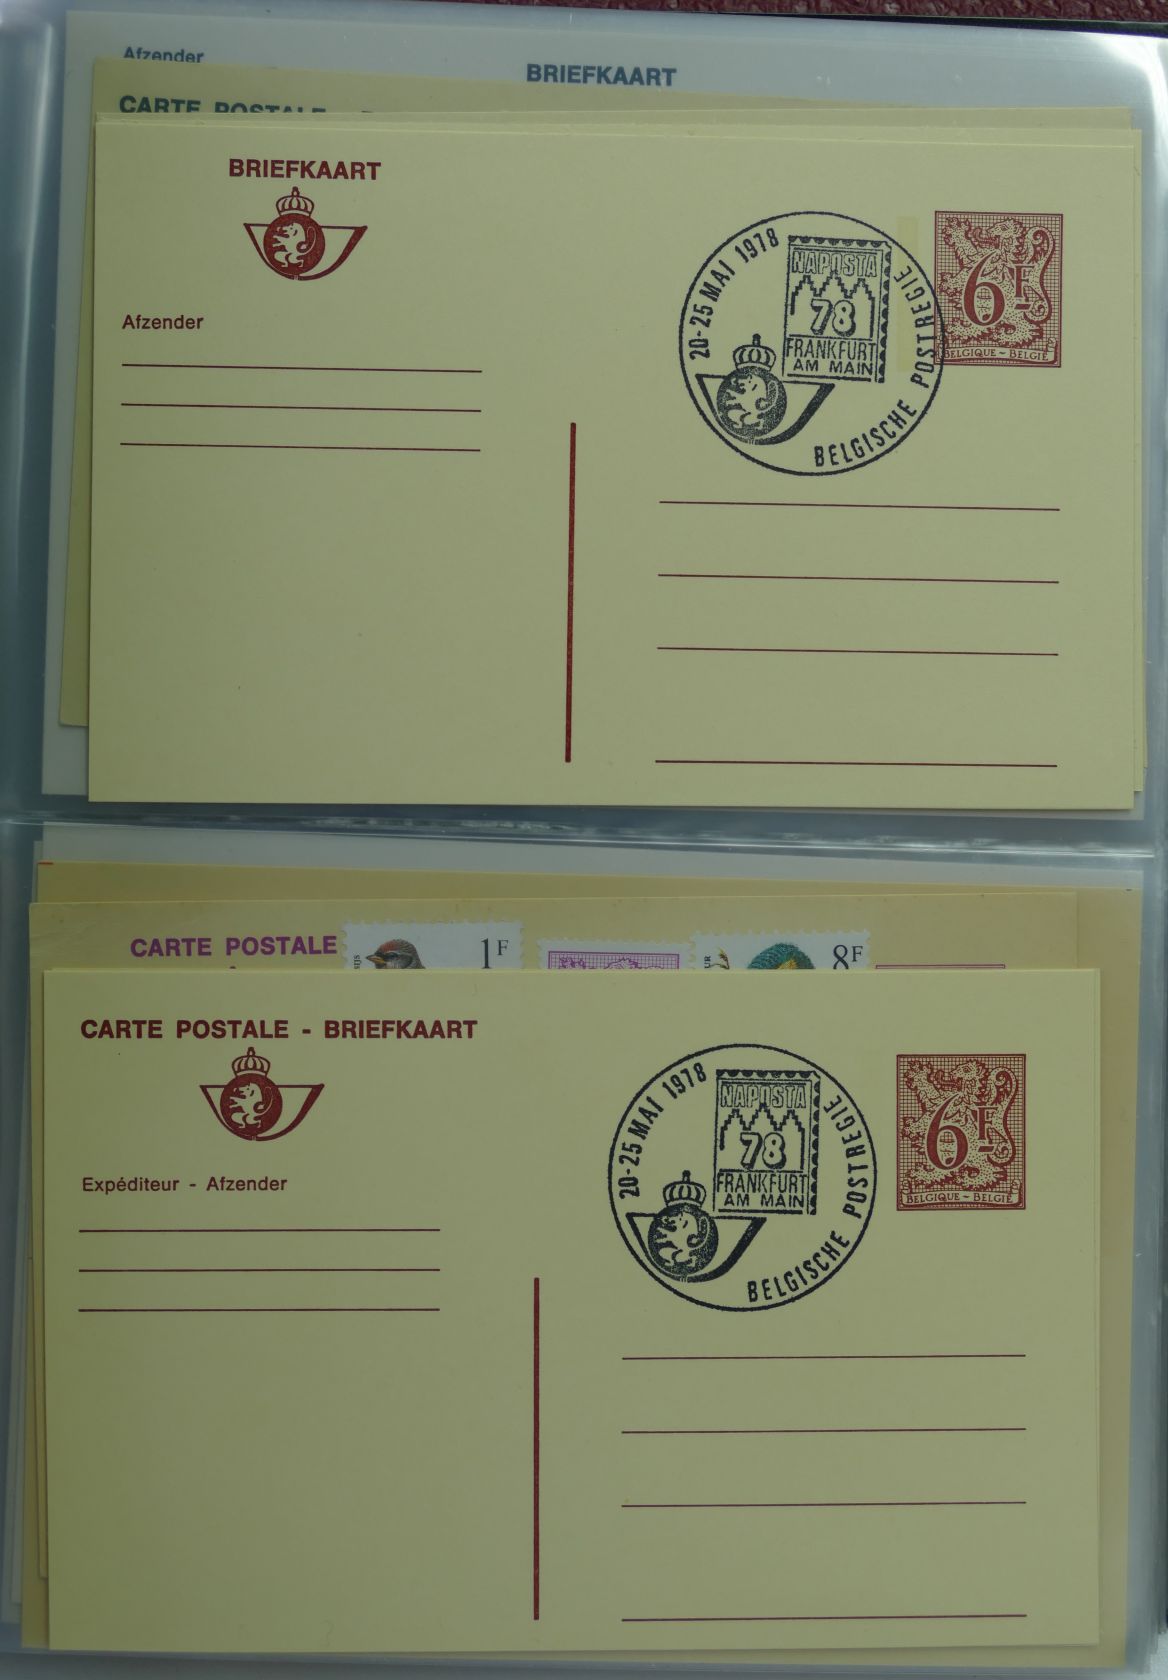 Afzender
BRIEFKAART
CARTE POSTALE -
BRIEFKAART
Afzender
20-25 MAI 1978
NAPOSTA
78
FRANKFURT
AM MAIN
BELGISCHE POSTREGIE
6F
BELGIQUE - BELGIË
CARTE POSTALE
1F
8F
CARTE POSTALE - BRIEFKAART
Expéditeur - Afzender
20-25 MAI 1978
NAPOSTA
78
FRANKFURT
AM MAIN
BELGISCHE POSTREGIE
6F
BELGIQUE - BELGIË